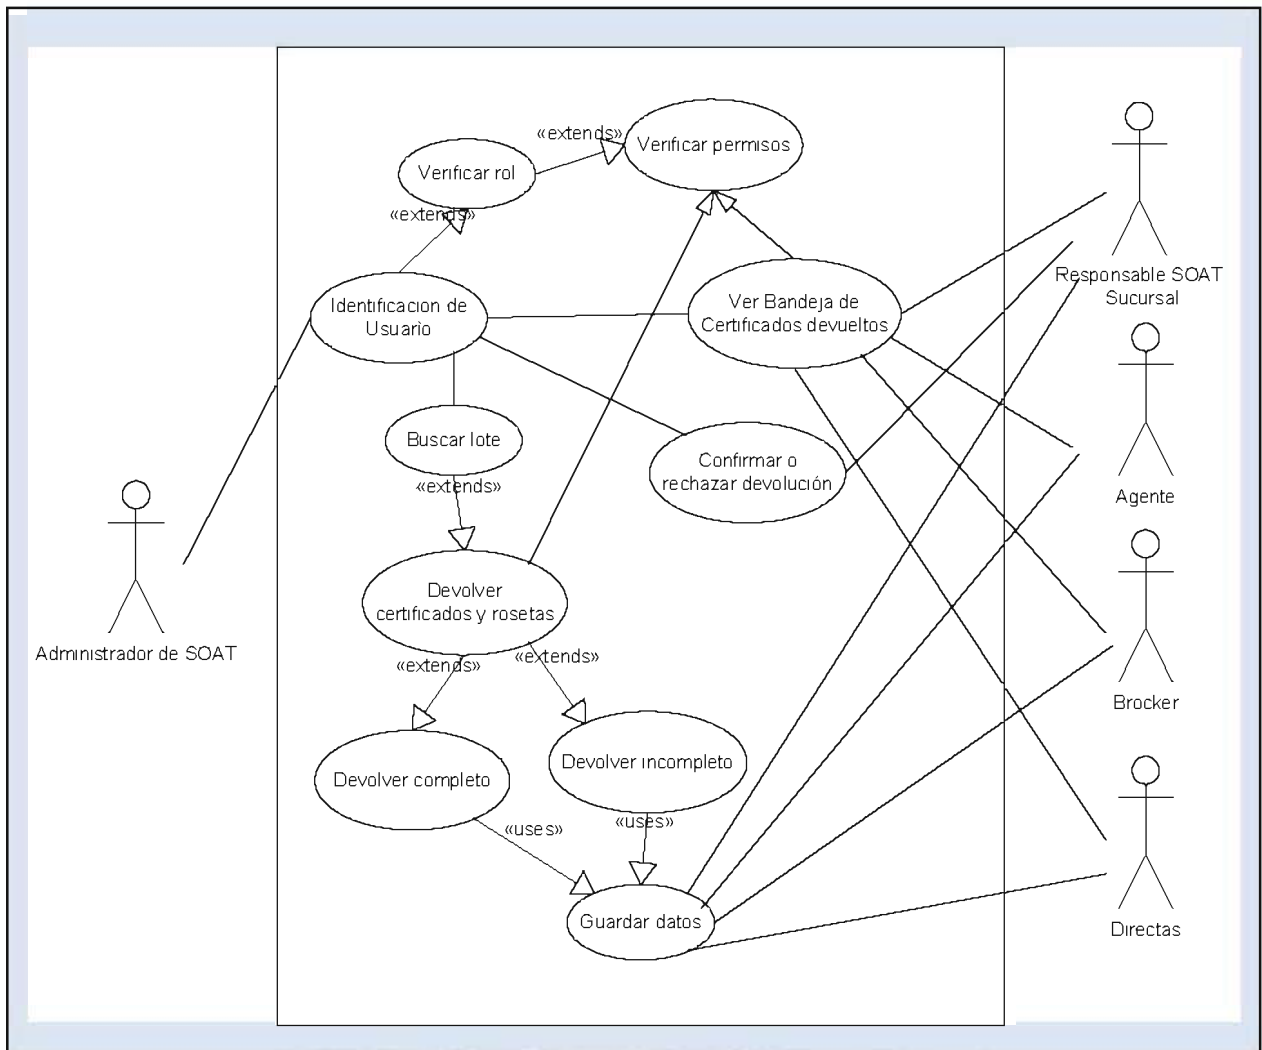 «extends»
Verificar permisos
Verificar rol
«extends»
Identificacion de
Usuario
Ver Bandeja de
Certificados devueltos
Responsable SOAT
Sucursal
Buscar lote
«extends»
Confirmar o
rechazar devolución
Agente
Devolver
certificados y rosetas
Administrador de SOAT
«extends»
«extends»
Brocker
Devolver completo
Devolver incompleto
«uses»
«uses»
Guardar datos
Directas